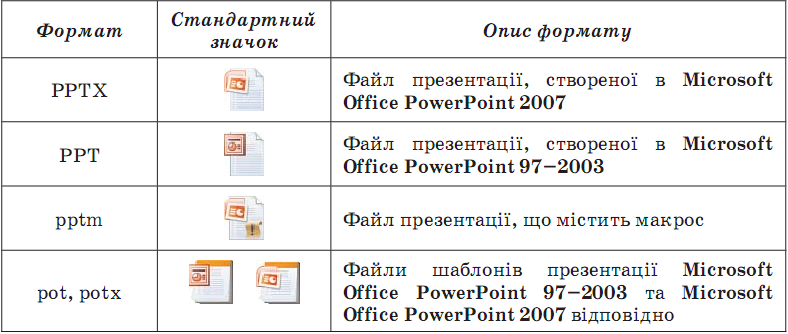 Формат
Стандартний
значок
Опис формату
PPTX
Файл презентації, створеної в Microsoft
Office PowerPoint 2007
PPT
Файл презентації, створеної в Microsoft
Office PowerPoint 97−2003
pptm
Файл презентації, що містить макрос
pot, potx
Файли шаблонів презентації Microsoft
Office PowerPoint 97−2003 та Microsoft
Office PowerPoint 2007 відповідно